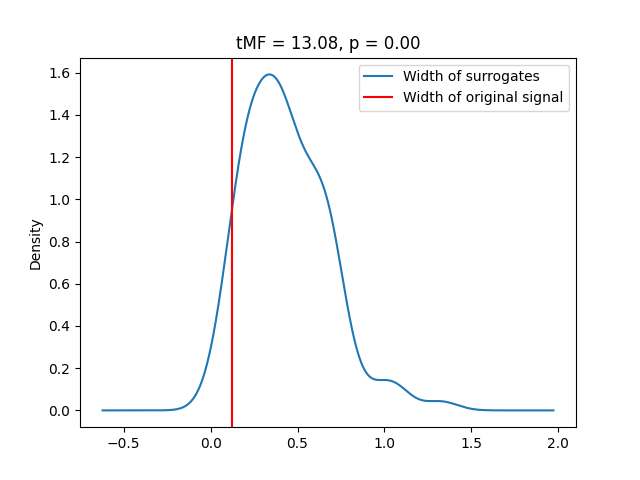 tMF = 13.08, p = 0.00
Width of surrogates
Width of original signal
Density
1.6
1.4
1.2
1.0
0.8
0.6
0.4
0.2
0.0
−0.5 0.0 0.5 1.0 1.5 2.0